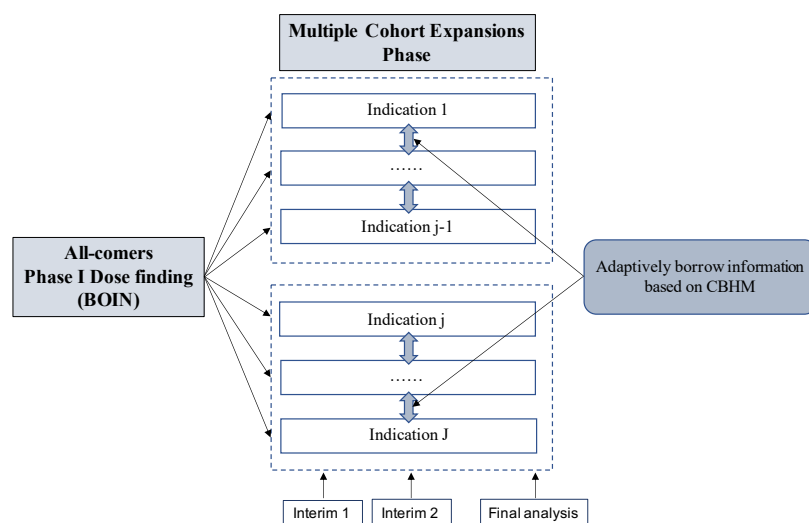 Multiple Cohort Expansions
Phase
Indication 1
......
Indication j-1
All-comers
Phase I Dose finding
(BOIN)
Adaptively borrow information
based on CBHM
Indication j
......
Indication J
Interim 1
Interim 2
Final analysis